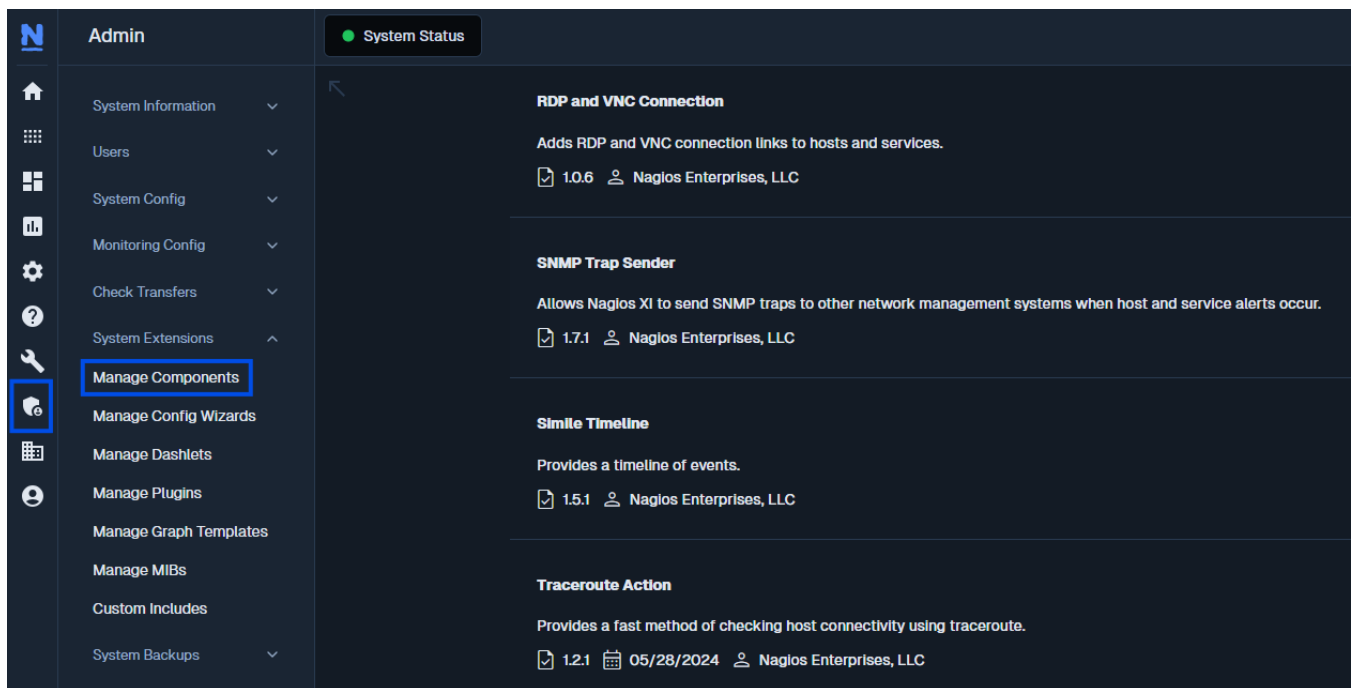 N
Admin
System Status
System Information
Users
System Config
Monitoring Config
Check Transfers
System Extensions
Manage Components
Manage Config Wizards
Manage Dashlets
Manage Plugins
Manage Graph Templates
Manage MIBs
Custom Includes
System Backups
RDP and VNC Connection
Adds RDP and VNC connection links to hosts and services.
1.0.6 Nagios Enterprises, LLC
SNMP Trap Sender
Allows Nagios XI to send SNMP traps to other network management systems when host and service alerts occur.
1.7.1 Nagios Enterprises, LLC
Simile Timeline
Provides a timeline of events.
1.5.1 Nagios Enterprises, LLC
Traceroute Action
Provides a fast method of checking host connectivity using traceroute.
1.2.1 05/28/2024 Nagios Enterprises, LLC